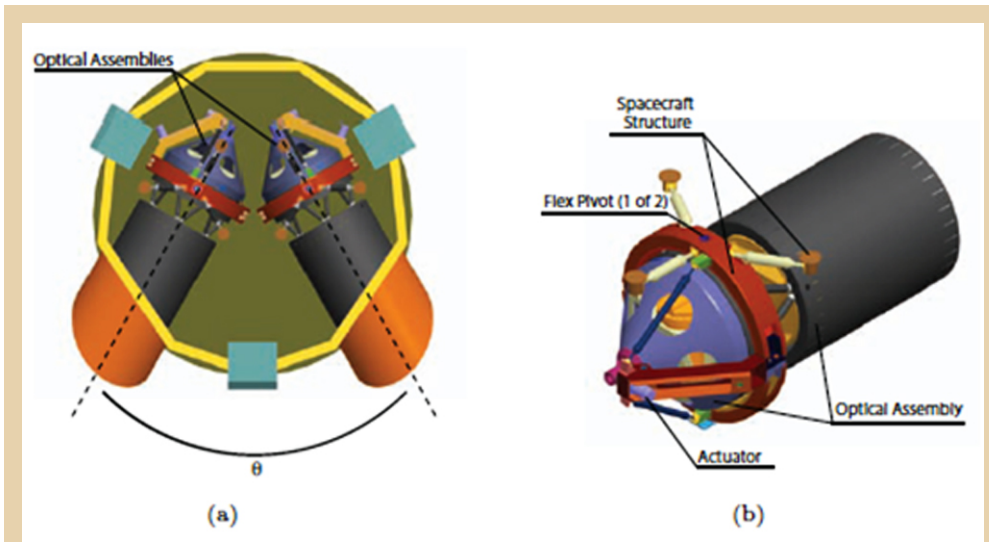 Optical Assemblies
θ
(a)
Spacecraft
Structure
Flex Pivot (1 of 2)
Optical Assembly
Actuator
(b)